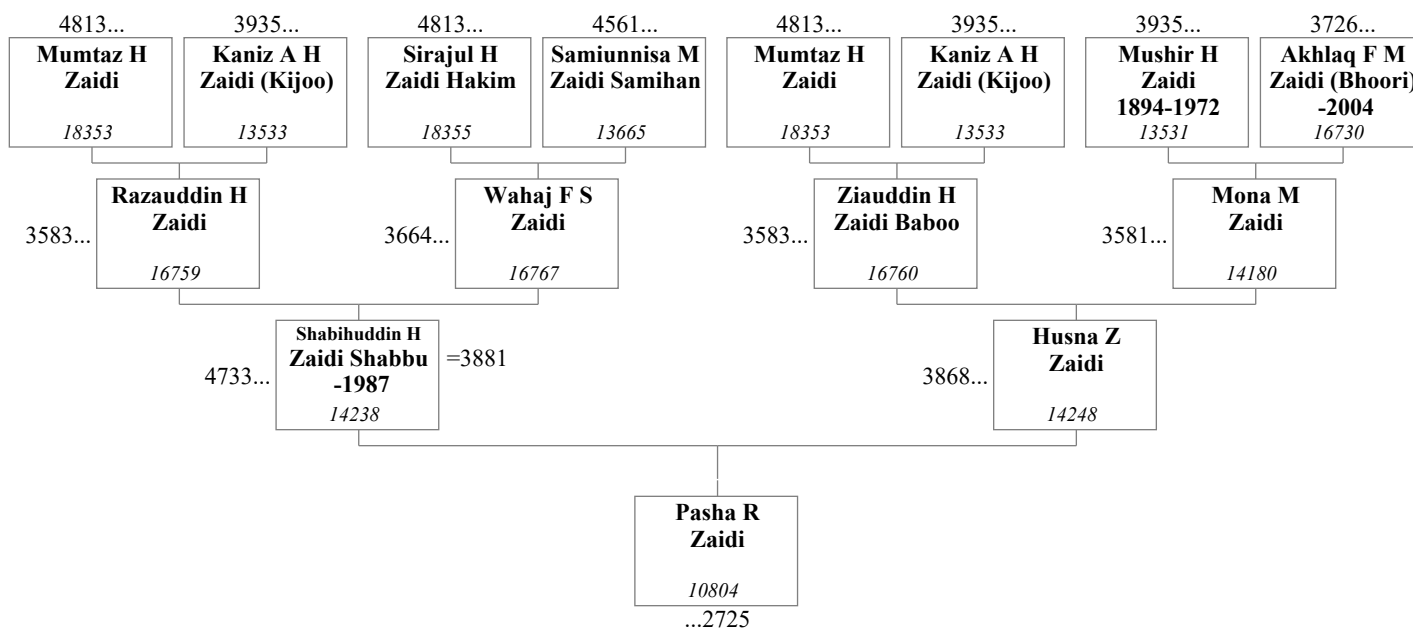 4813... 3935... 4813... 4561... 4813... 3935... 3935... 3726...
Mumtaz H
Zaidi
18353
Kaniz A H
Zaidi (Kijoo)
13533
Sirajul H
Zaidi Hakim
18355
Samiunnisa M
Zaidi Samihan
13665
Mumtaz H
Zaidi
18353
Kaniz A H
Zaidi (Kijoo)
13533
Mushir H
Zaidi
1894-1972
13531
Akhlaq F M
Zaidi (Bhoori)
-2004
16730
3583...
Razauddin H
Zaidi
16759
3664...
Wahaj F S
Zaidi
16767
3583...
Ziauddin H
Zaidi Baboo
16760
3581...
Mona M
Zaidi
14180
4733...
Shabihuddin H
Zaidi Shabbu
-1987
14238
=3881
3868...
Husna Z
Zaidi
14248
Pasha R
Zaidi
10804
...2725